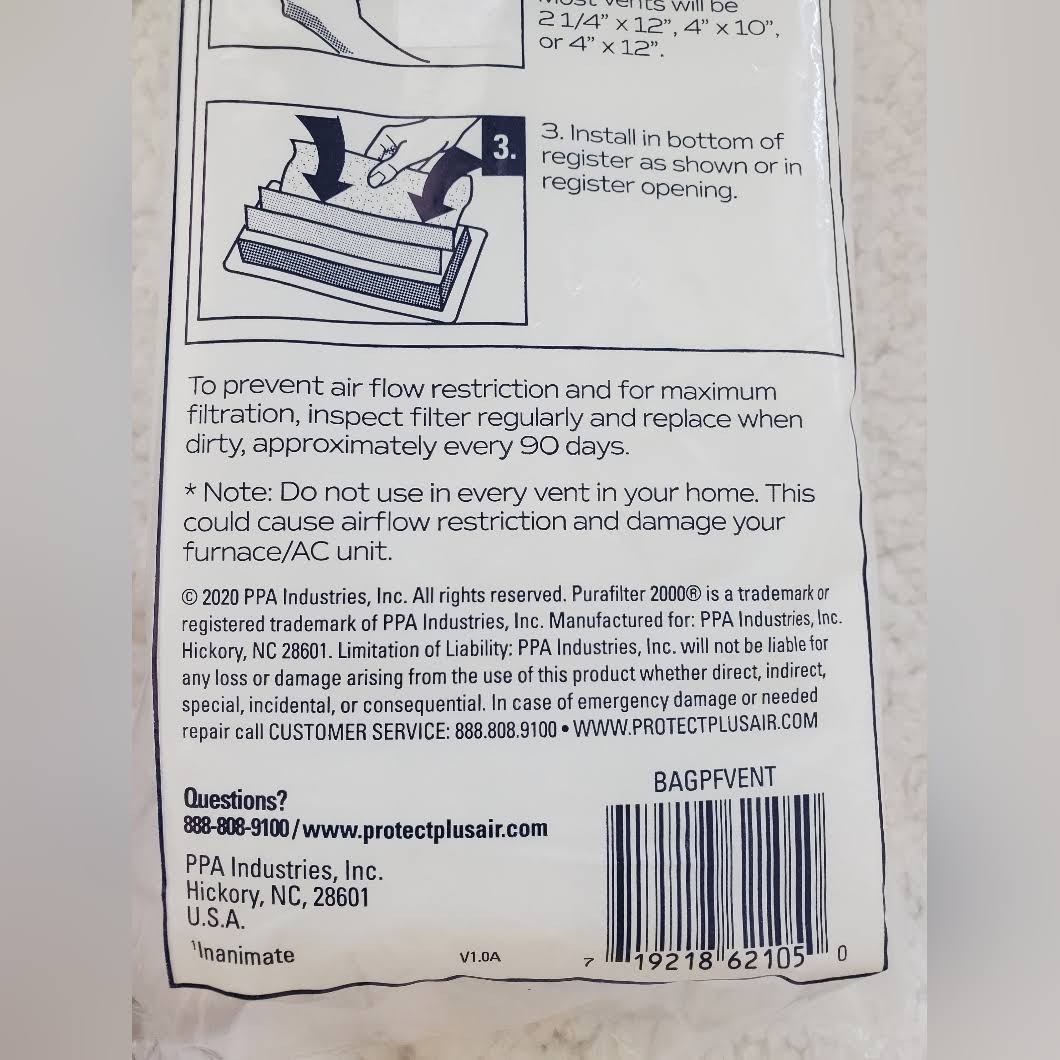 Most vents will be
2 1/4” x 12”, 4” x 10”,
or 4” x 12”.
3.
3. Install in bottom of
register as shown or in
register opening.
To prevent air flow restriction and for maximum
filtration, inspect filter regularly and replace when
dirty, approximately every 90 days.
* Note: Do not use in every vent in your home. This
could cause airflow restriction and damage your
furnace/AC unit.
© 2020 PPA Industries, Inc. All rights reserved. Purafilter 2000® is a trademark or
registered trademark of PPA Industries, Inc. Manufactured for: PPA Industries, Inc.
Hickory, NC 28601. Limitation of Liability: PPA Industries, Inc. will not be liable for
any loss or damage arising from the use of this product whether direct, indirect,
special, incidental, or consequential. In case of emergency damage or needed
repair call CUSTOMER SERVICE: 888.808.9100 • WWW.PROTECTPLUSAIR.COM
Questions?
888-808-9100/www.protectplusair.com
PPA Industries, Inc.
Hickory, NC, 28601
U.S.A.
¹Inanimate
V1.0A
BAGPFVENT
7 19218 62105 0